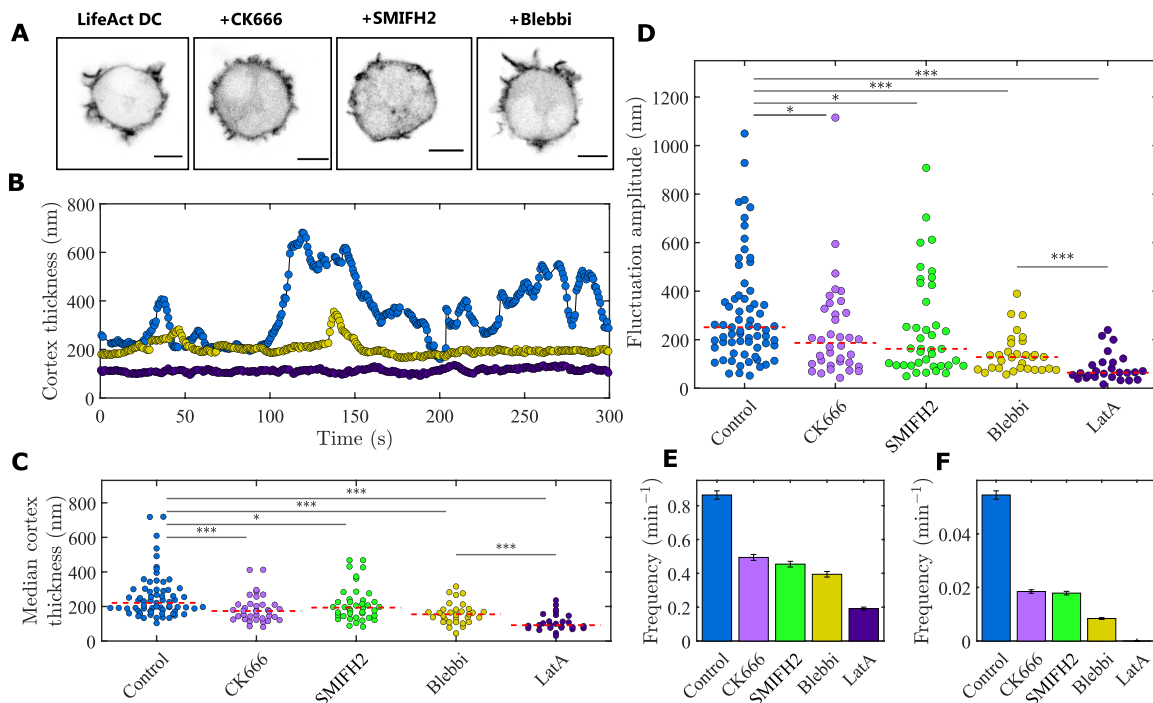 A
LifeAct DC
+CK666
+SMIFH2
+Blebbi
B
Cortex thickness (nm)
800
600
400
200
0
0
50
100
150
200
250
300
Time (s)
C
Median cortex
thickness (nm)
600
400
200
0
***
***
*
***
***
Control
CK666
SMIFH2
Blebbi
LatA
D
Fluctuation amplitude (nm)
1200
1000
800
600
400
200
0
***
***
*
*
***
Control
CK666
SMIFH2
Blebbi
LatA
E
Frequency (min⁻¹)
0.8
0.6
0.4
0.2
0
Control
CK666
SMIFH2
Blebbi
LatA
F
Frequency (min⁻¹)
0.04
0.02
0
Control
CK666
SMIFH2
Blebbi
LatA